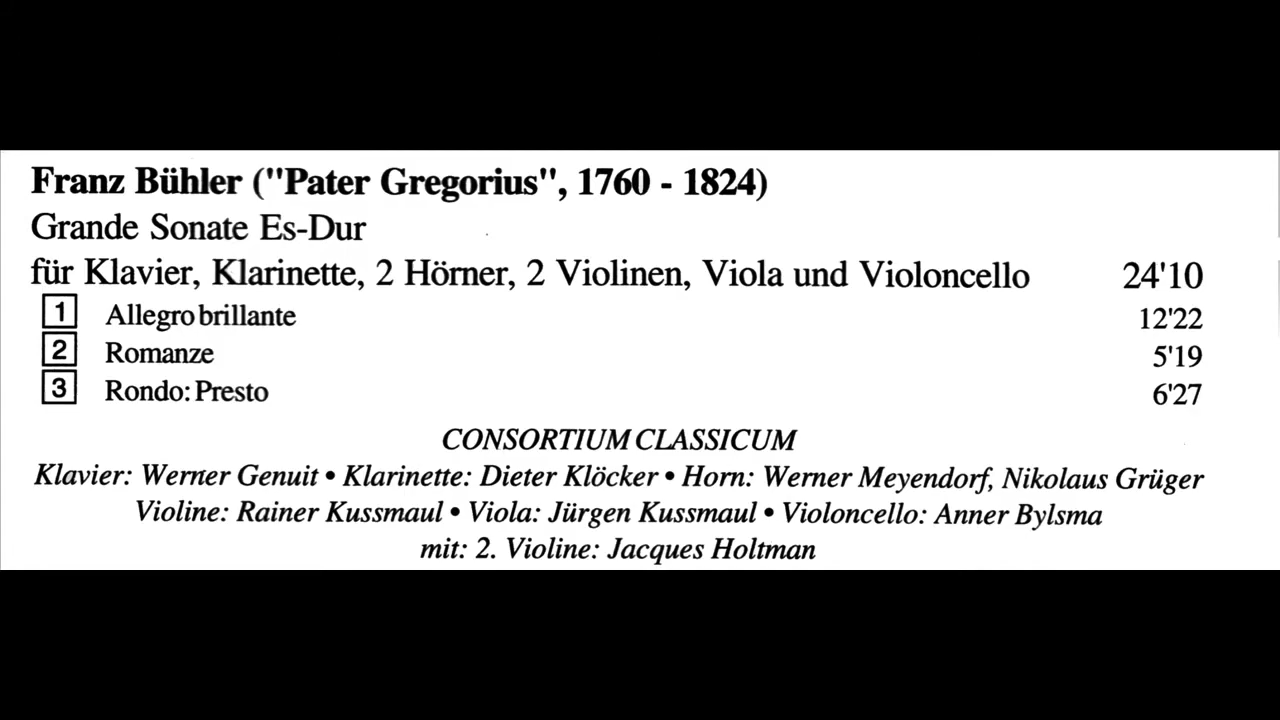 Franz Bühler ("Pater Gregorius", 1760 - 1824)
Grande Sonate Es-Dur
für Klavier, Klarinette, 2 Hörner, 2 Violinen, Viola und Violoncello 24'10
1 Allegro brillante 12'22
2 Romanze 5'19
3 Rondo: Presto 6'27
CONSORTIUM CLASSICUM
Klavier: Werner Genuit • Klarinette: Dieter Klöcker • Horn: Werner Meyendorf, Nikolaus Grüger
Violine: Rainer Kussmaul • Viola: Jürgen Kussmaul • Violoncello: Anner Bylsma
mit: 2. Violine: Jacques Holtman